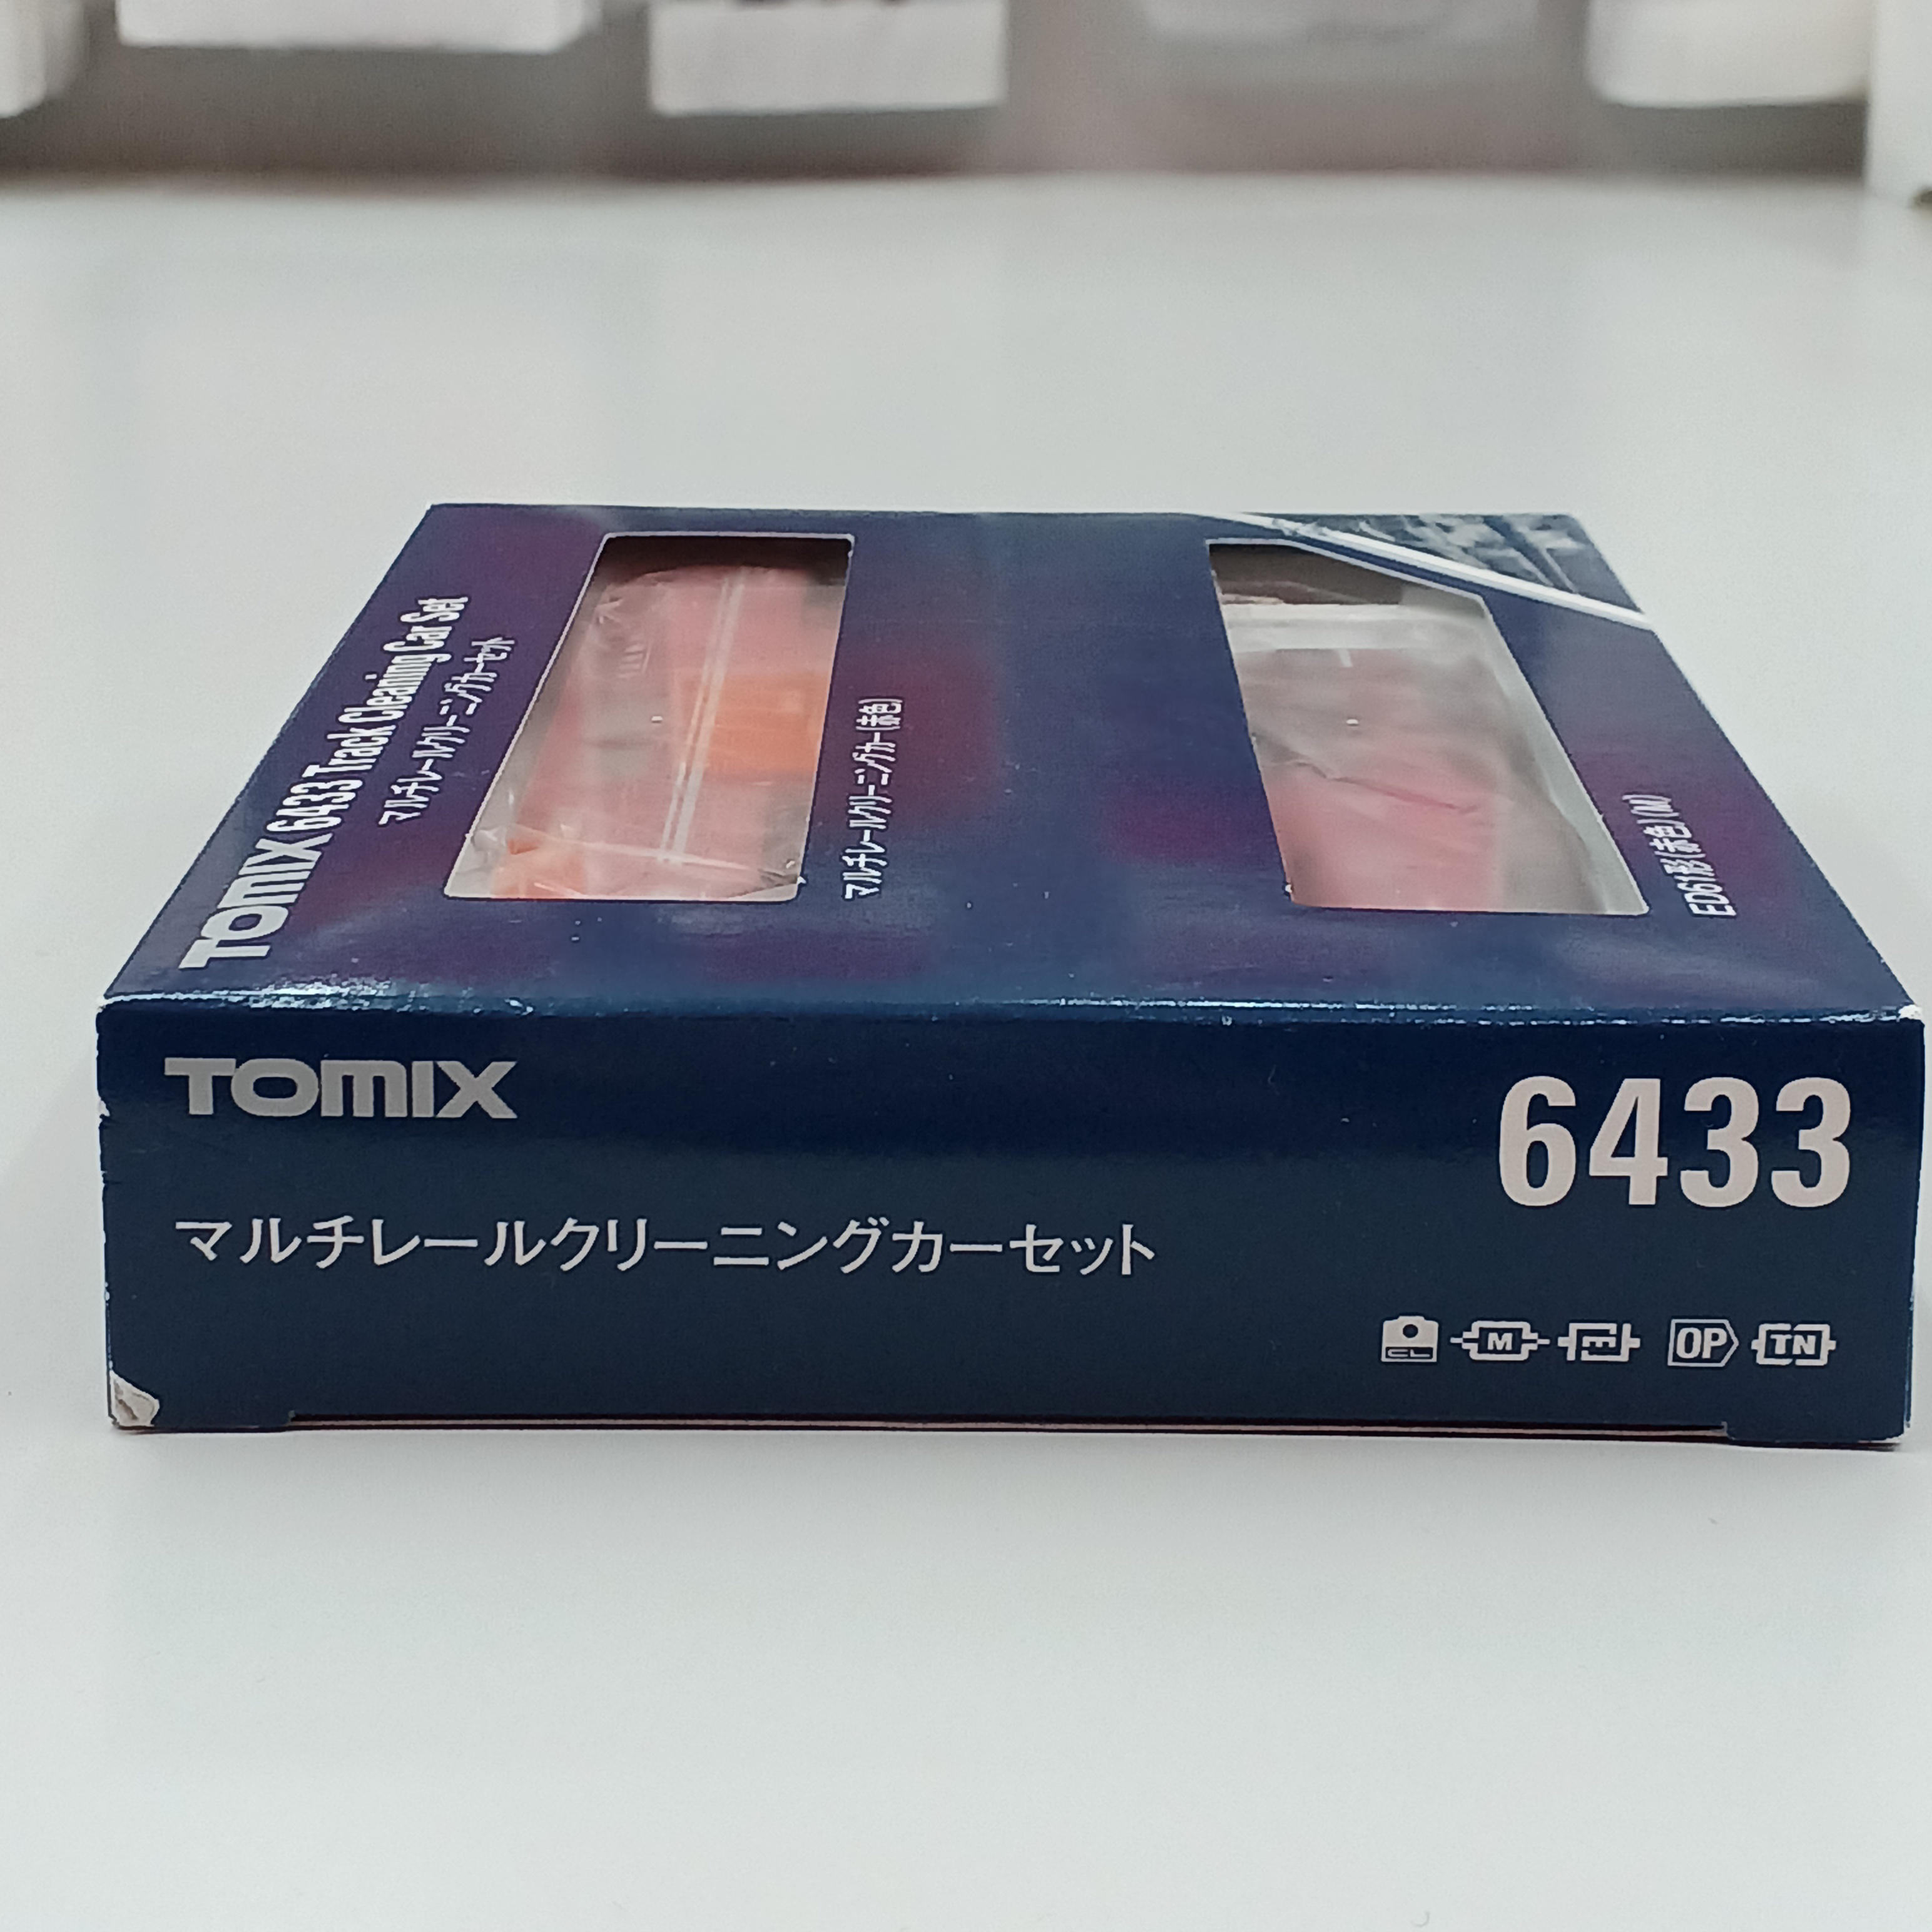 TOMIX 6433 Track Cleaning Car Set
マルチレールクリーニングカーセット
マルチレールクリーニングカー(赤色)
ED61形(赤色)(M)
TOMIX
6433
マルチレールクリーニングカーセット
CL M E OP TN